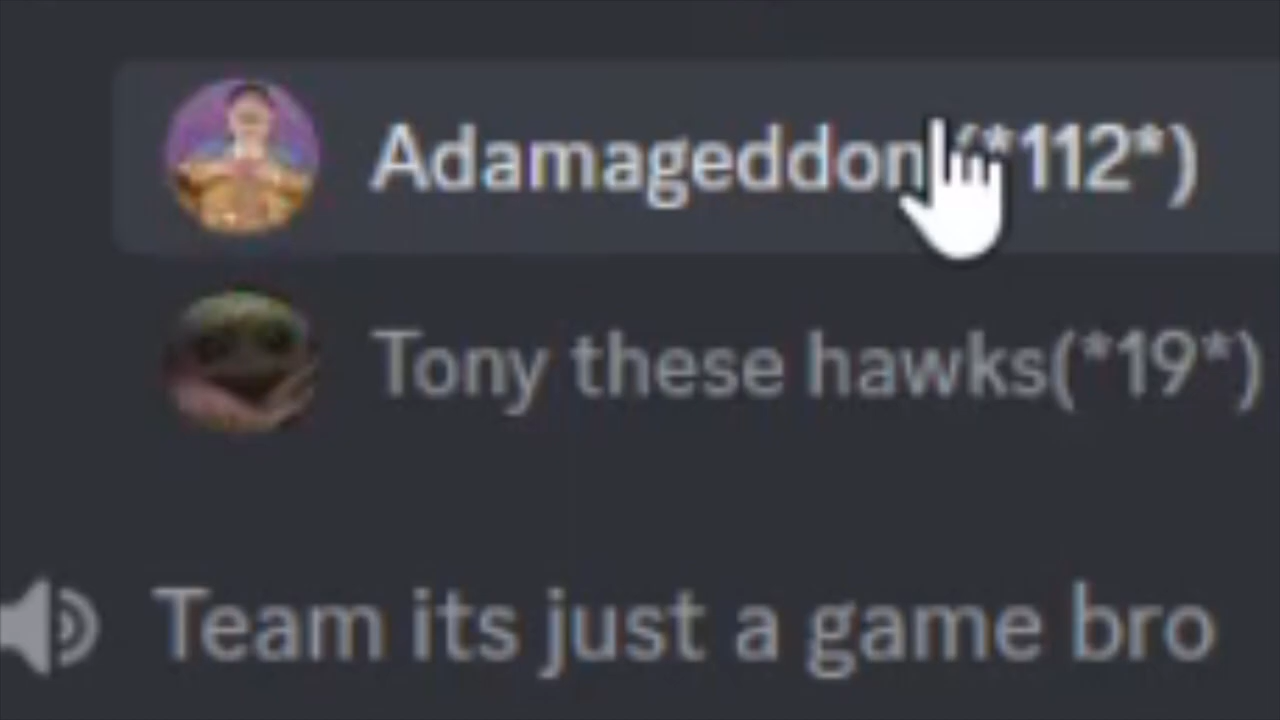 Adamageddon (*112*)
Tony these hawks(*19*)
Team its just a game bro